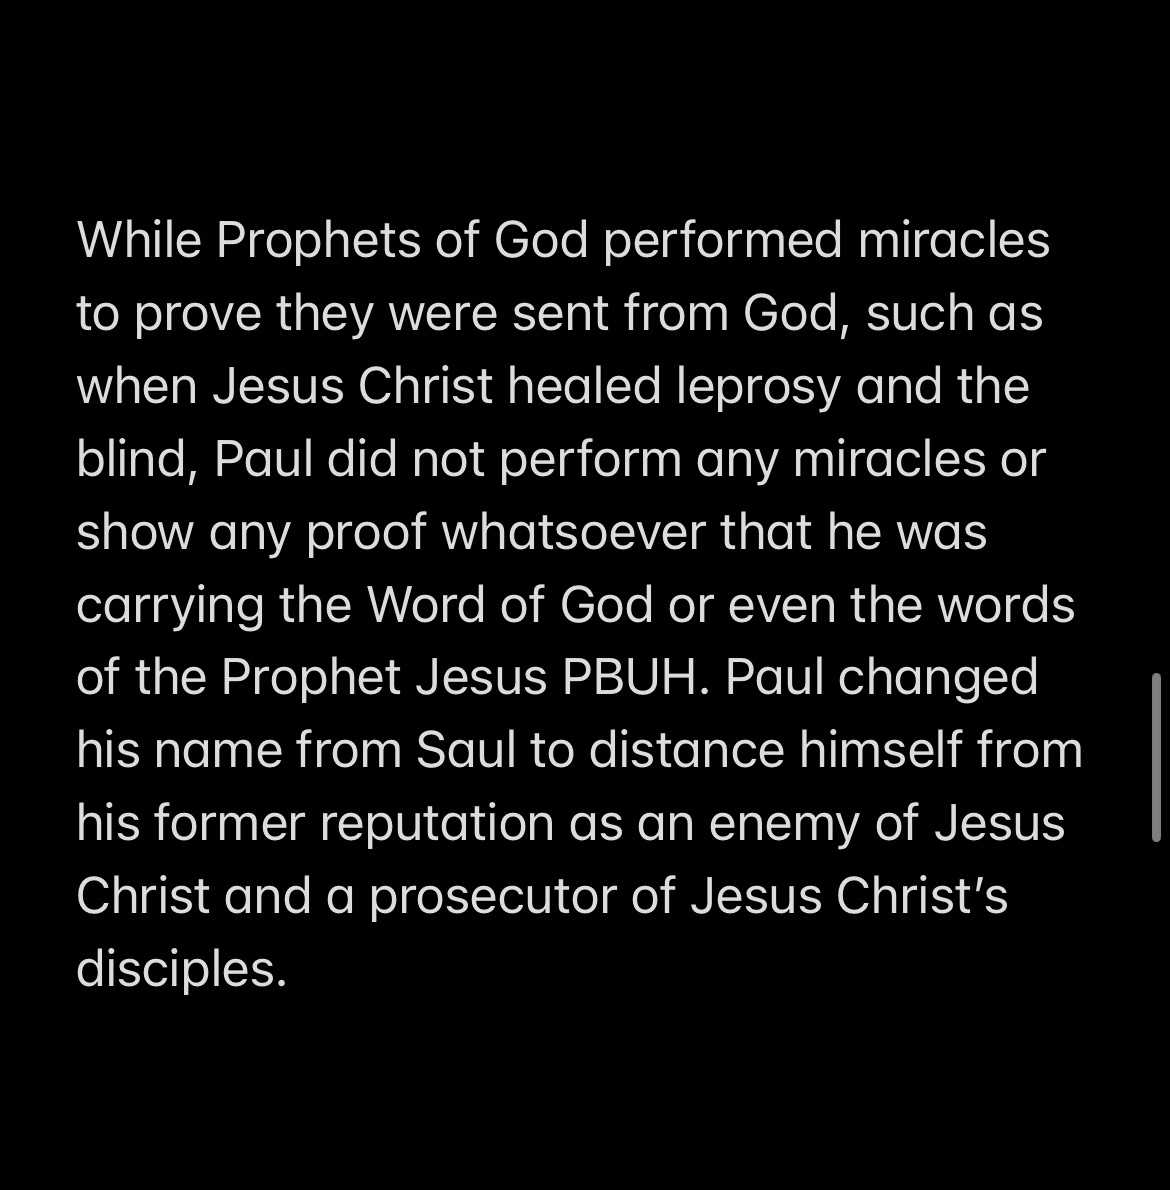 While Prophets of God performed miracles
to prove they were sent from God, such as
when Jesus Christ healed leprosy and the
blind, Paul did not perform any miracles or
show any proof whatsoever that he was
carrying the Word of God or even the words
of the Prophet Jesus PBUH. Paul changed
his name from Saul to distance himself from
his former reputation as an enemy of Jesus
Christ and a prosecutor of Jesus Christ’s
disciples.